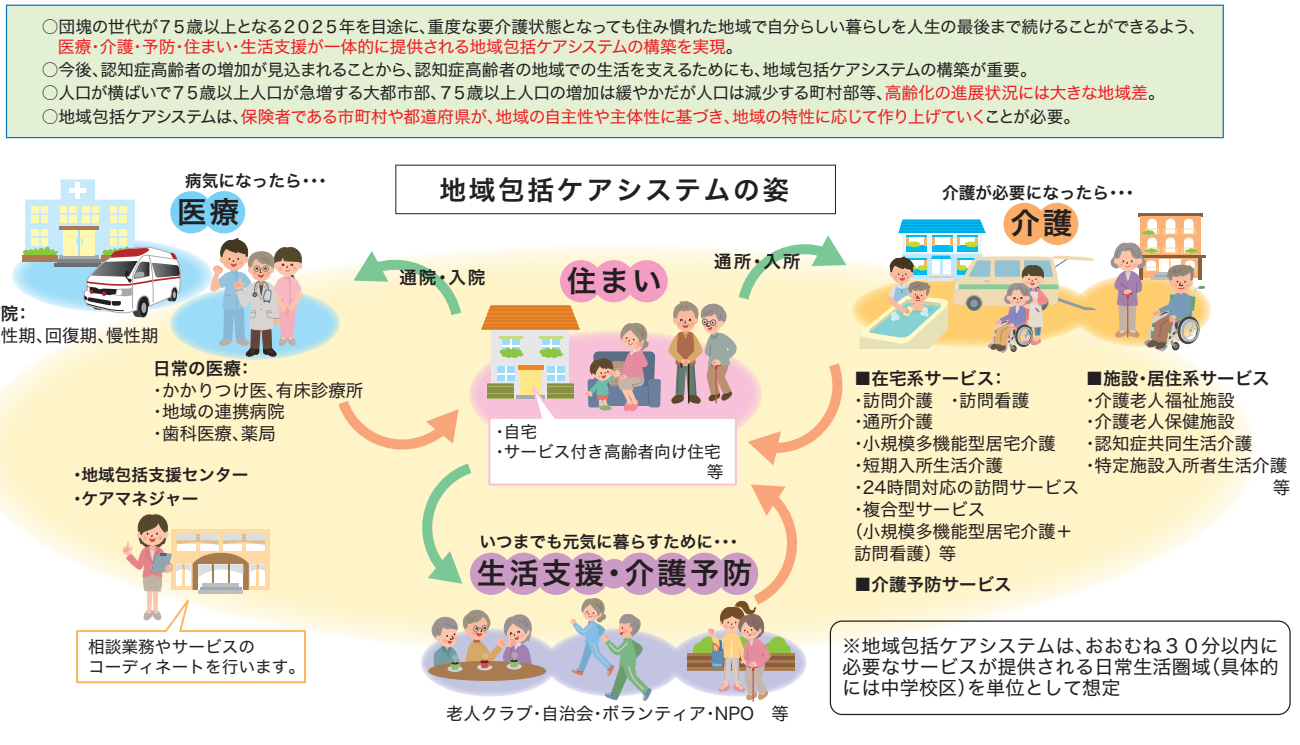 ○団塊の世代が７５歳以上となる２０２５年を目途に、重度な要介護状態となっても住み慣れた地域で自分らしい暮らしを人生の最後まで続けることができるよう、
医療・介護・予防・住まい・生活支援が一体的に提供される地域包括ケアシステムの構築を実現。
○今後、認知症高齢者の増加が見込まれることから、認知症高齢者の地域での生活を支えるためにも、地域包括ケアシステムの構築が重要。
○人口が横ばいで７５歳以上人口が急増する大都市部、７５歳以上人口の増加は緩やかだが人口は減少する町村部等、高齢化の進展状況には大きな地域差。
○地域包括ケアシステムは、保険者である市町村や都道府県が、地域の自主性や主体性に基づき、地域の特性に応じて作り上げていくことが必要。
地域包括ケアシステムの姿
病気になったら・・・
医療
通院・入院
院：
性期、回復期、慢性期
日常の医療：
・かかりつけ医、有床診療所
・地域の連携病院
・歯科医療、薬局
住まい
・自宅
・サービス付き高齢者向け住宅
等
通所・入所
介護が必要になったら・・・
介護
■在宅系サービス：
・訪問介護　・訪問看護
・通所介護
・小規模多機能型居宅介護
・短期入所生活介護
・24時間対応の訪問サービス
・複合型サービス
（小規模多機能型居宅介護＋
訪問看護） 等
■介護予防サービス
■施設・居住系サービス
・介護老人福祉施設
・介護老人保健施設
・認知症共同生活介護
・特定施設入所者生活介護
等
・地域包括支援センター
・ケアマネジャー
相談業務やサービスの
コーディネートを行います。
いつまでも元気に暮らすために・・・
生活支援・介護予防
老人クラブ・自治会・ボランティア・NPO　等
※地域包括ケアシステムは、おおむね３０分以内に
必要なサービスが提供される日常生活圏域（具体的
には中学校区）を単位として想定